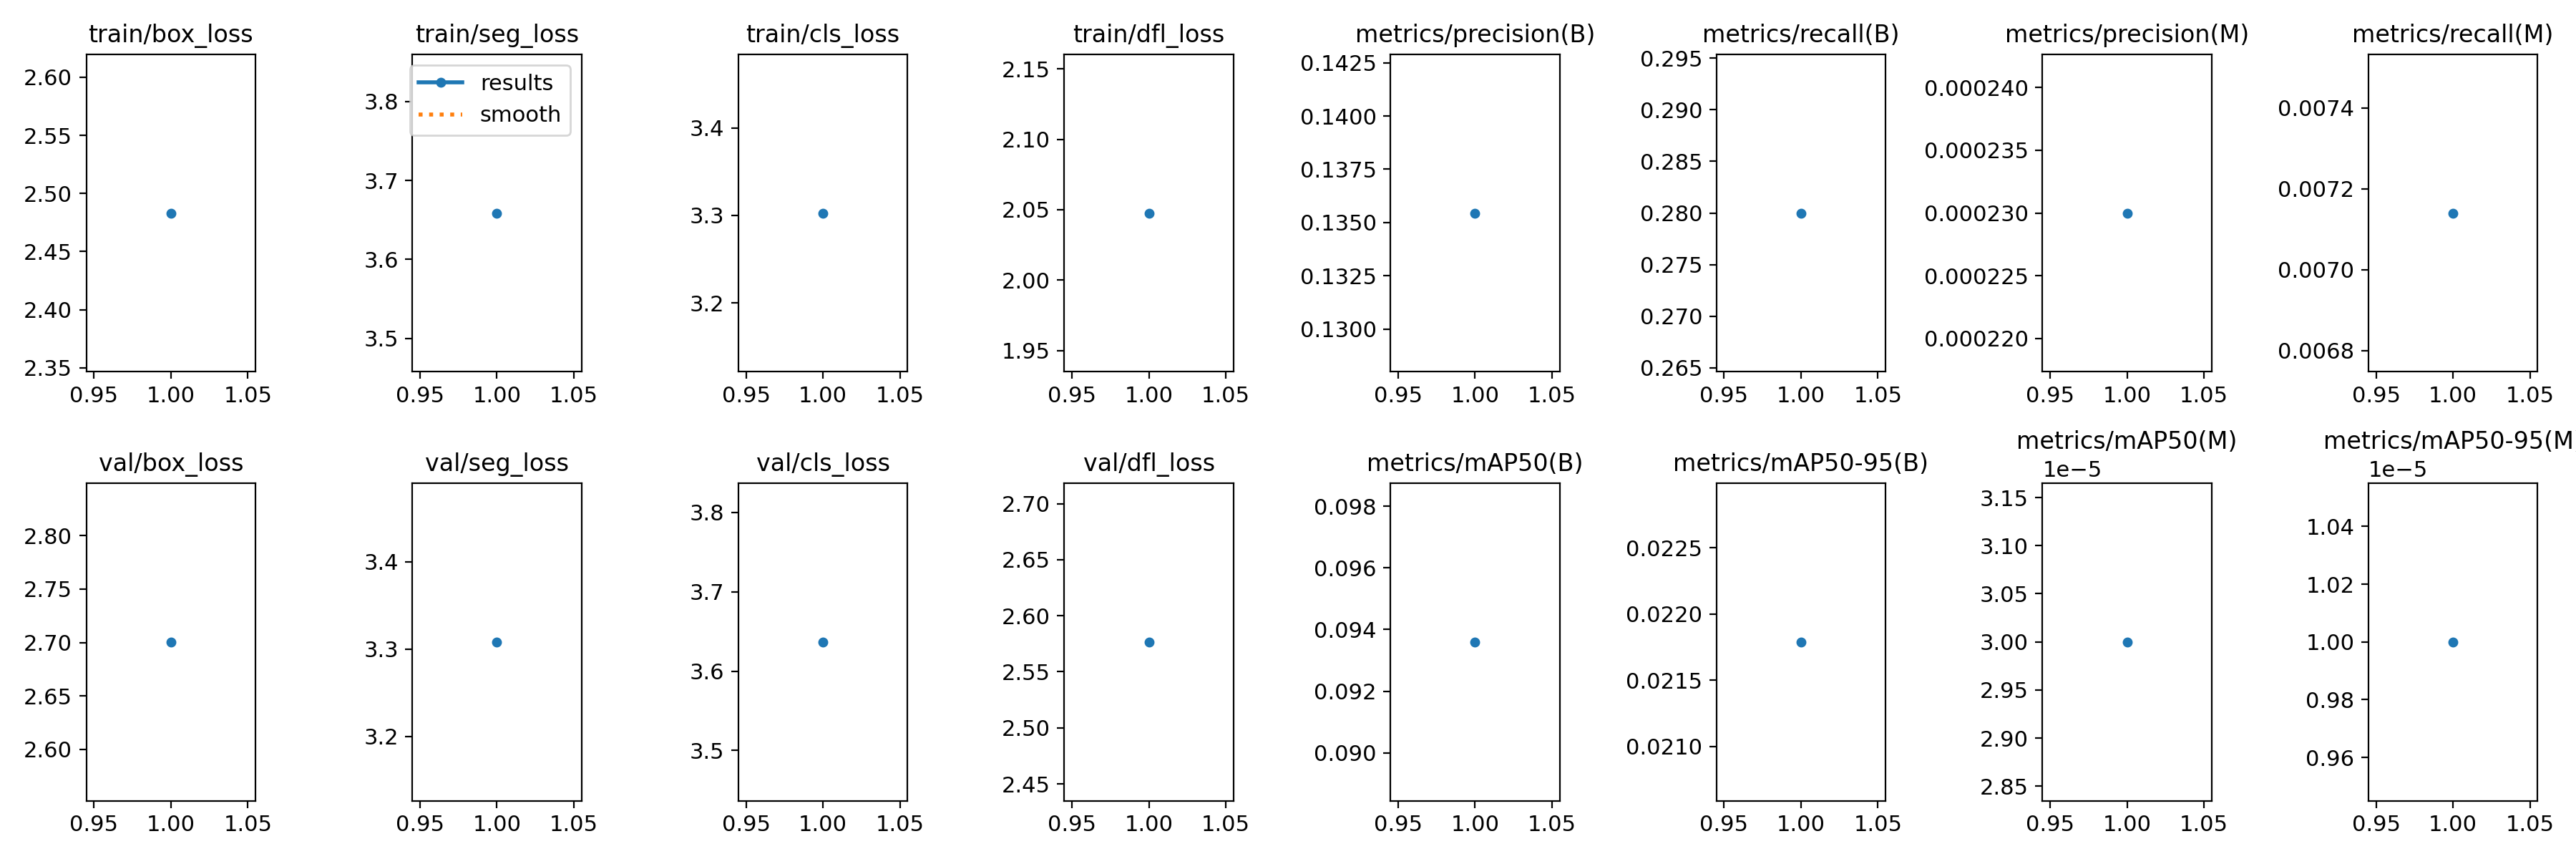 train/box_loss
2.60
2.55
2.50
2.45
2.40
2.35
0.95 1.00 1.05
train/seg_loss
results
smooth
3.8
3.7
3.6
3.5
0.95 1.00 1.05
train/cls_loss
3.4
3.3
3.2
0.95 1.00 1.05
train/dfl_loss
2.15
2.10
2.05
2.00
1.95
0.95 1.00 1.05
metrics/precision(B)
0.1425
0.1400
0.1375
0.1350
0.1325
0.1300
0.95 1.00 1.05
metrics/recall(B)
0.295
0.290
0.285
0.280
0.275
0.270
0.265
0.95 1.00 1.05
metrics/precision(M)
0.000240
0.000235
0.000230
0.000225
0.000220
0.95 1.00 1.05
metrics/recall(M)
0.0074
0.0072
0.0070
0.0068
0.95 1.00 1.05
val/box_loss
2.80
2.75
2.70
2.65
2.60
0.95 1.00 1.05
val/seg_loss
3.4
3.3
3.2
0.95 1.00 1.05
val/cls_loss
3.8
3.7
3.6
3.5
0.95 1.00 1.05
val/dfl_loss
2.70
2.65
2.60
2.55
2.50
2.45
0.95 1.00 1.05
metrics/mAP50(B)
0.098
0.096
0.094
0.092
0.090
0.95 1.00 1.05
metrics/mAP50-95(B)
0.0225
0.0220
0.0215
0.0210
0.95 1.00 1.05
metrics/mAP50(M)
1e−5
3.15
3.10
3.05
3.00
2.95
2.90
2.85
0.95 1.00 1.05
metrics/mAP50-95(M
1e−5
1.04
1.02
1.00
0.98
0.96
0.95 1.00 1.05